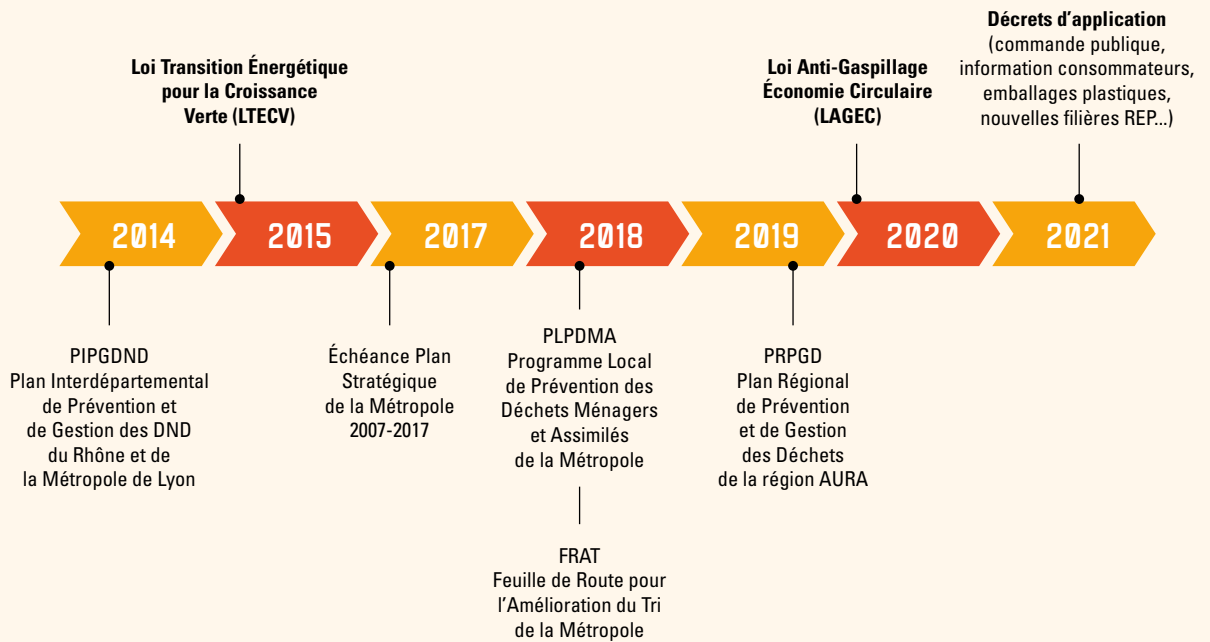 Loi Transition Énergétique
pour la Croissance
Verte (LTECV)
Loi Anti-Gaspillage
Économie Circulaire
(LAGEC)
Décrets d’application
(commande publique,
information consommateurs,
emballages plastiques,
nouvelles filières REP...)
2014
2015
2017
2018
2019
2020
2021
PIPGDND
Plan Interdépartemental
de Prévention et
de Gestion des DND
du Rhône et de
la Métropole de Lyon
Échéance Plan
Stratégique
de la Métropole
2007-2017
PLPDMA
Programme Local
de Prévention des
Déchets Ménagers
et Assimilés
de la Métropole
FRAT
Feuille de Route pour
l’Amélioration du Tri
de la Métropole
PRPGD
Plan Régional
de Prévention
et de Gestion
des Déchets
de la région AURA